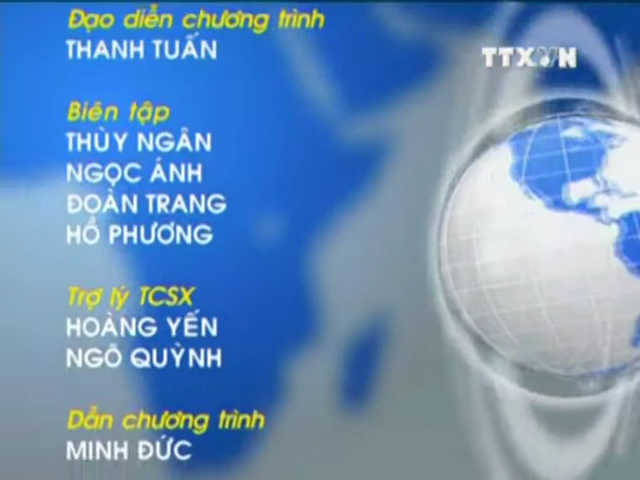 Đạo diễn chương trình
THANH TUẤN
TTXVN
Biên tập
THÙY NGÂN
NGỌC ÁNH
ĐOÀN TRANG
HỒ PHƯƠNG
Trợ lý TCSX
HOÀNG YẾN
NGÔ QUỲNH
Dẫn chương trình
MINH ĐỨC